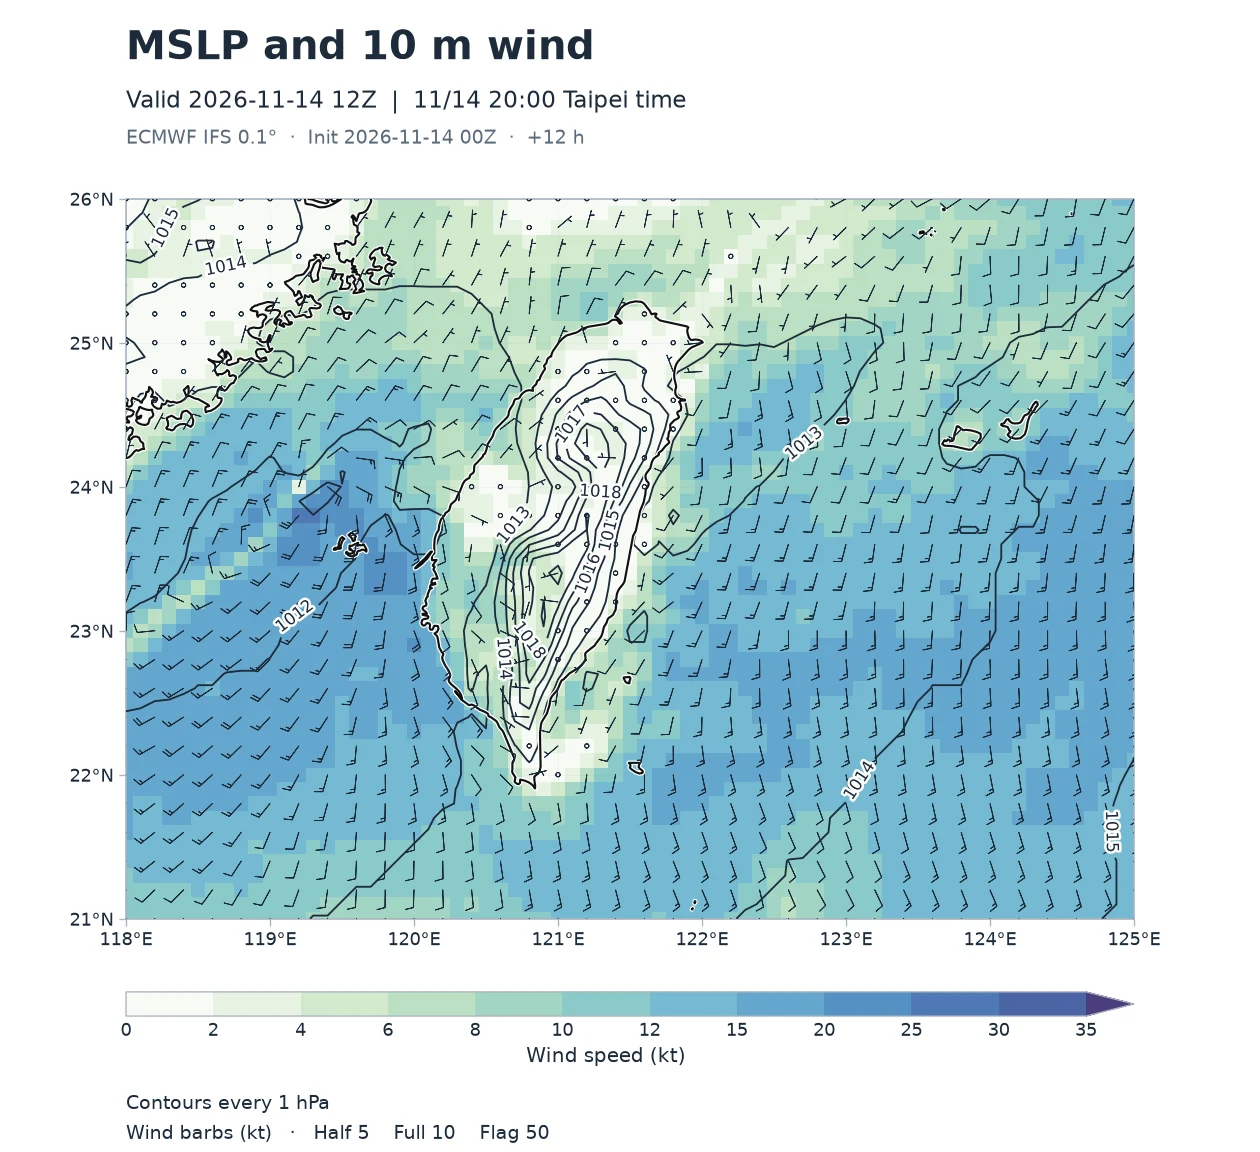 MSLP and 10 m wind
Valid 2026-11-14 12Z | 11/14 20:00 Taipei time
ECMWF IFS 0.1° · Init 2026-11-14 00Z · +12 h
26°N
1015
1014
25°N
1017
1013
24°N
1018
1013
1015
1016
1012
23°N
1018
1014
22°N
1014
1015
21°N
118°E 119°E 120°E 121°E 122°E 123°E 124°E 125°E
0 2 4 6 8 10 12 15 20 25 30 35
Wind speed (kt)
Contours every 1 hPa
Wind barbs (kt) · Half 5 Full 10 Flag 50